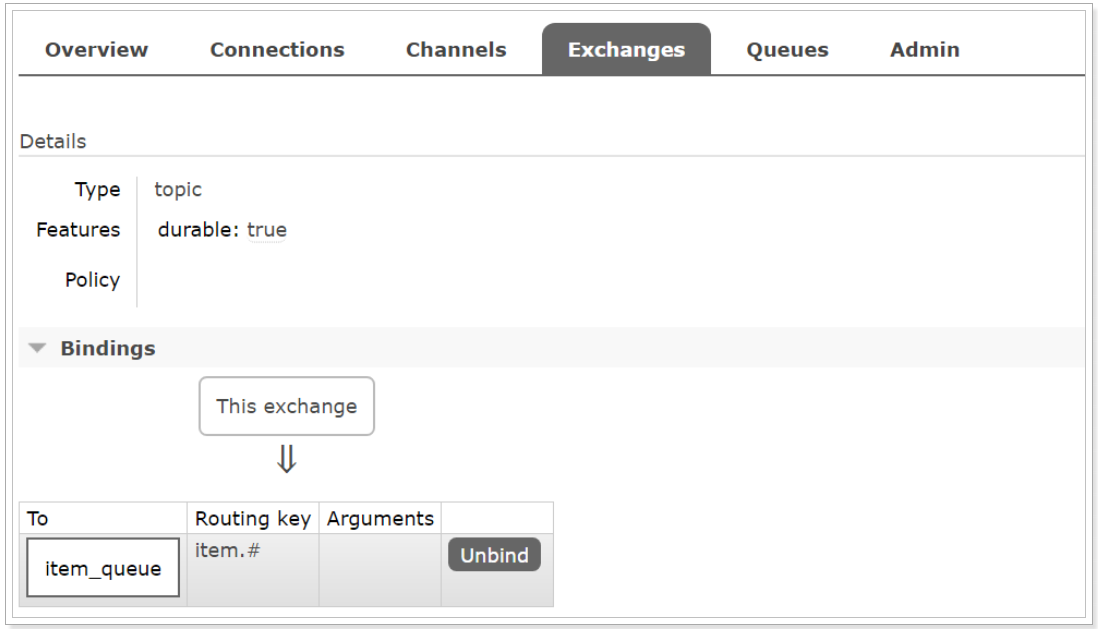 Overview Connections Channels Exchanges Queues Admin
Details
Type topic
Features durable: true
Policy
Bindings
This exchange
⇓
To Routing key Arguments
item_queue item.# Unbind